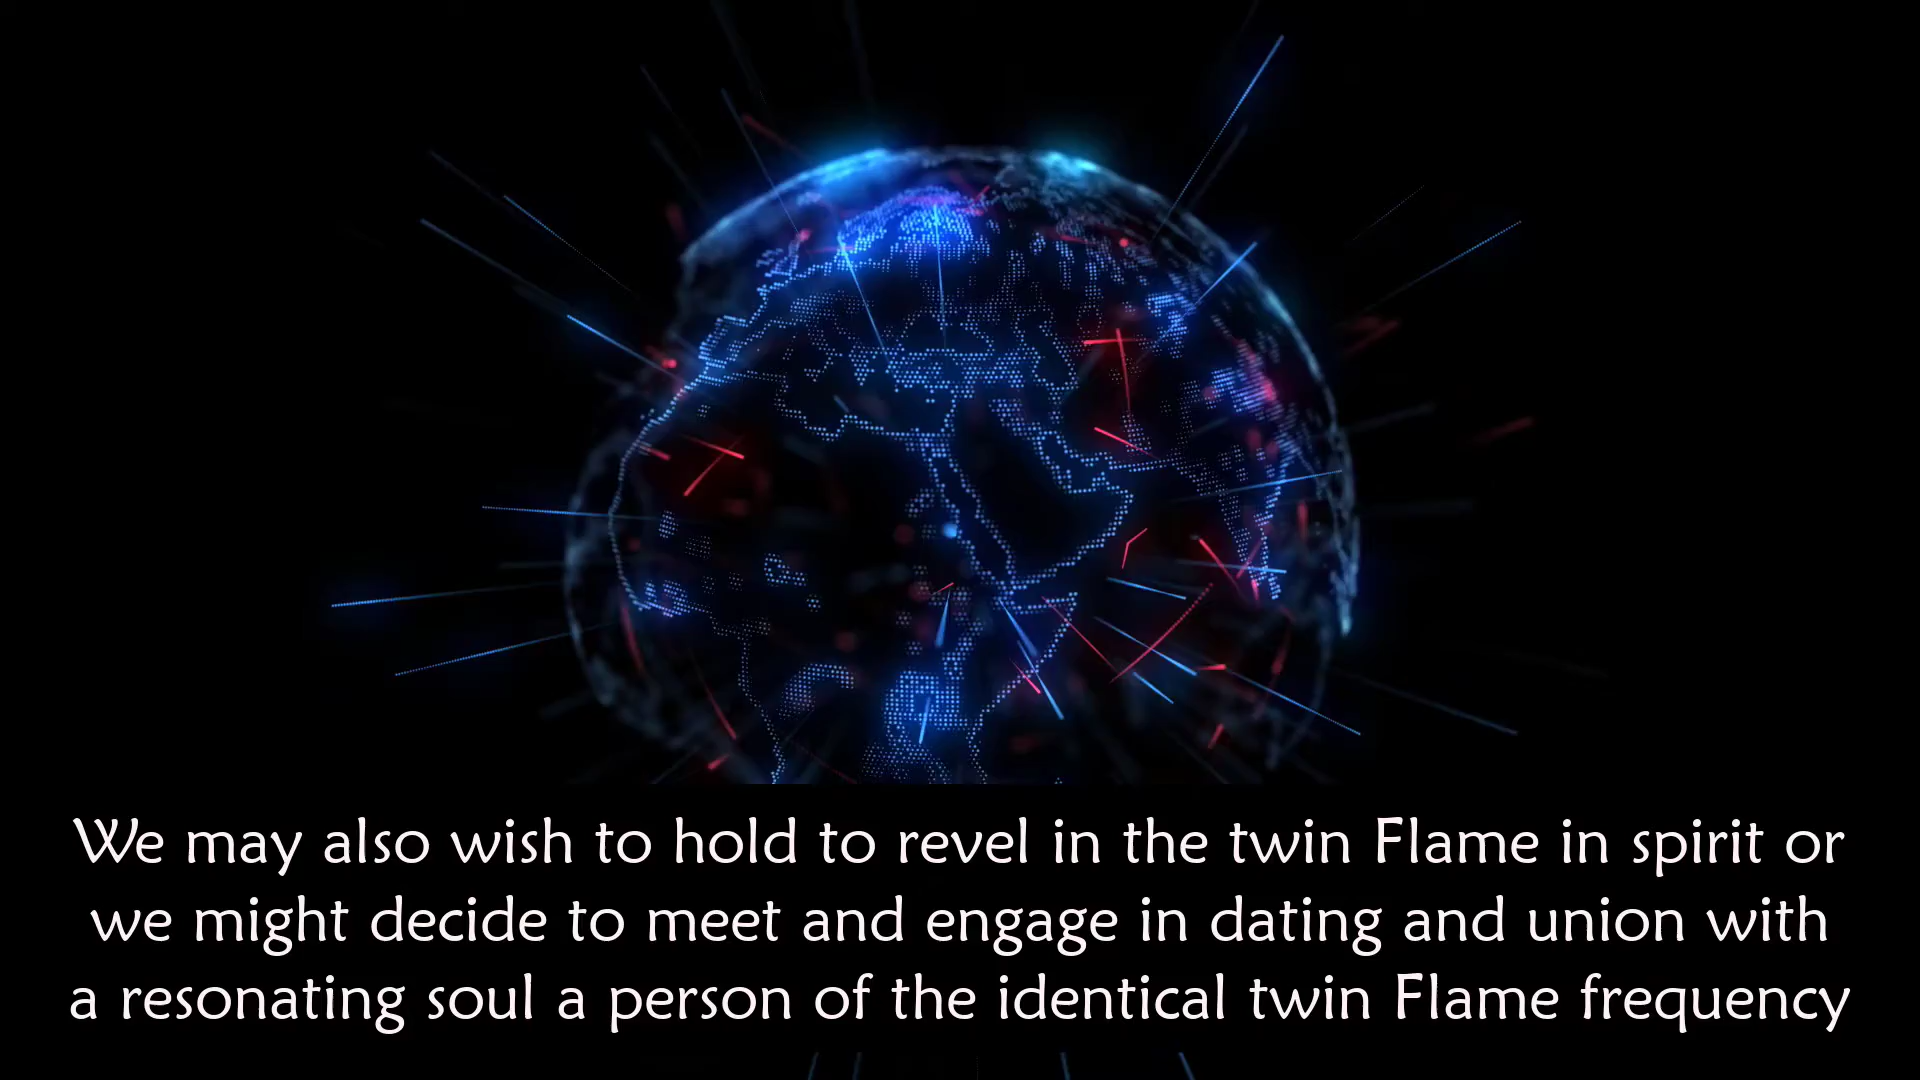 We may also wish to hold to revel in the twin Flame in spirit or
we might decide to meet and engage in dating and union with
a resonating soul a person of the identical twin Flame frequency